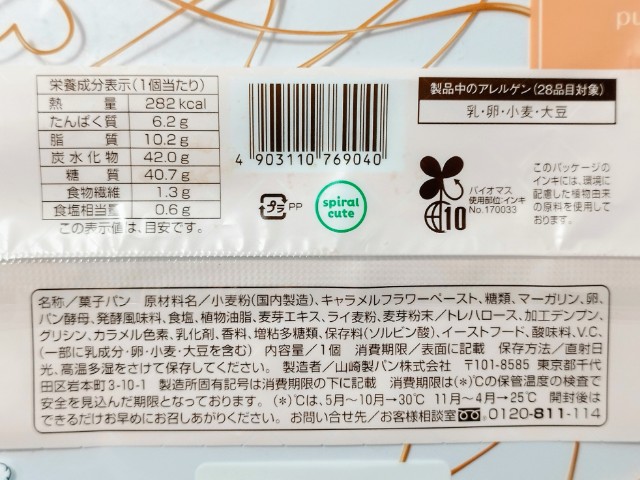 pu
栄養成分表示(1個当たり)
熱量 282kcal
たんぱく質 6.2g
脂質 10.2g
炭水化物 42.0g
糖質 40.7g
食物繊維 1.3g
食塩相当量 0.6g
この表示値は、目安です。
4 903110 769040
プラ PP
spiral
cute
製品中のアレルゲン(28品目対象)
乳・卵・小麦・大豆
10
バイオマス
使用部位:インキ
No.170033
このパッケージの
インキには、環境に
配慮した植物由来
の原料を使用して
おります。
名称/菓子パン 原材料名/小麦粉(国内製造)、キャラメルフラワーペースト、糖類、マーガリン、卵、
パン酵母、発酵風味料、食塩、植物油脂、麦芽エキス、ライ麦粉、麦芽粉末/トレハロース、加工デンプン、
グリシン、カラメル色素、乳化剤、香料、増粘多糖類、保存料(ソルビン酸)、イーストフード、酸味料、V.C、
(一部に乳成分・卵・小麦・大豆を含む) 内容量/1個 消費期限/表面に記載 保存方法/直射日
光、高温多湿をさけて保存してください。 製造者/山崎製パン株式会社 〒101-8585 東京都千代
田区岩本町3-10-1 製造所固有記号は消費期限の下に記載 消費期限は(*)℃の保管温度の検査で
安全を見込んだ期限となっております。(*)℃は、5月〜10月→30℃ 11月〜4月→25℃ 開封後は
できるだけお早めにお召しあがりください。 お問い合せ先/お客様相談室 0120-811-114